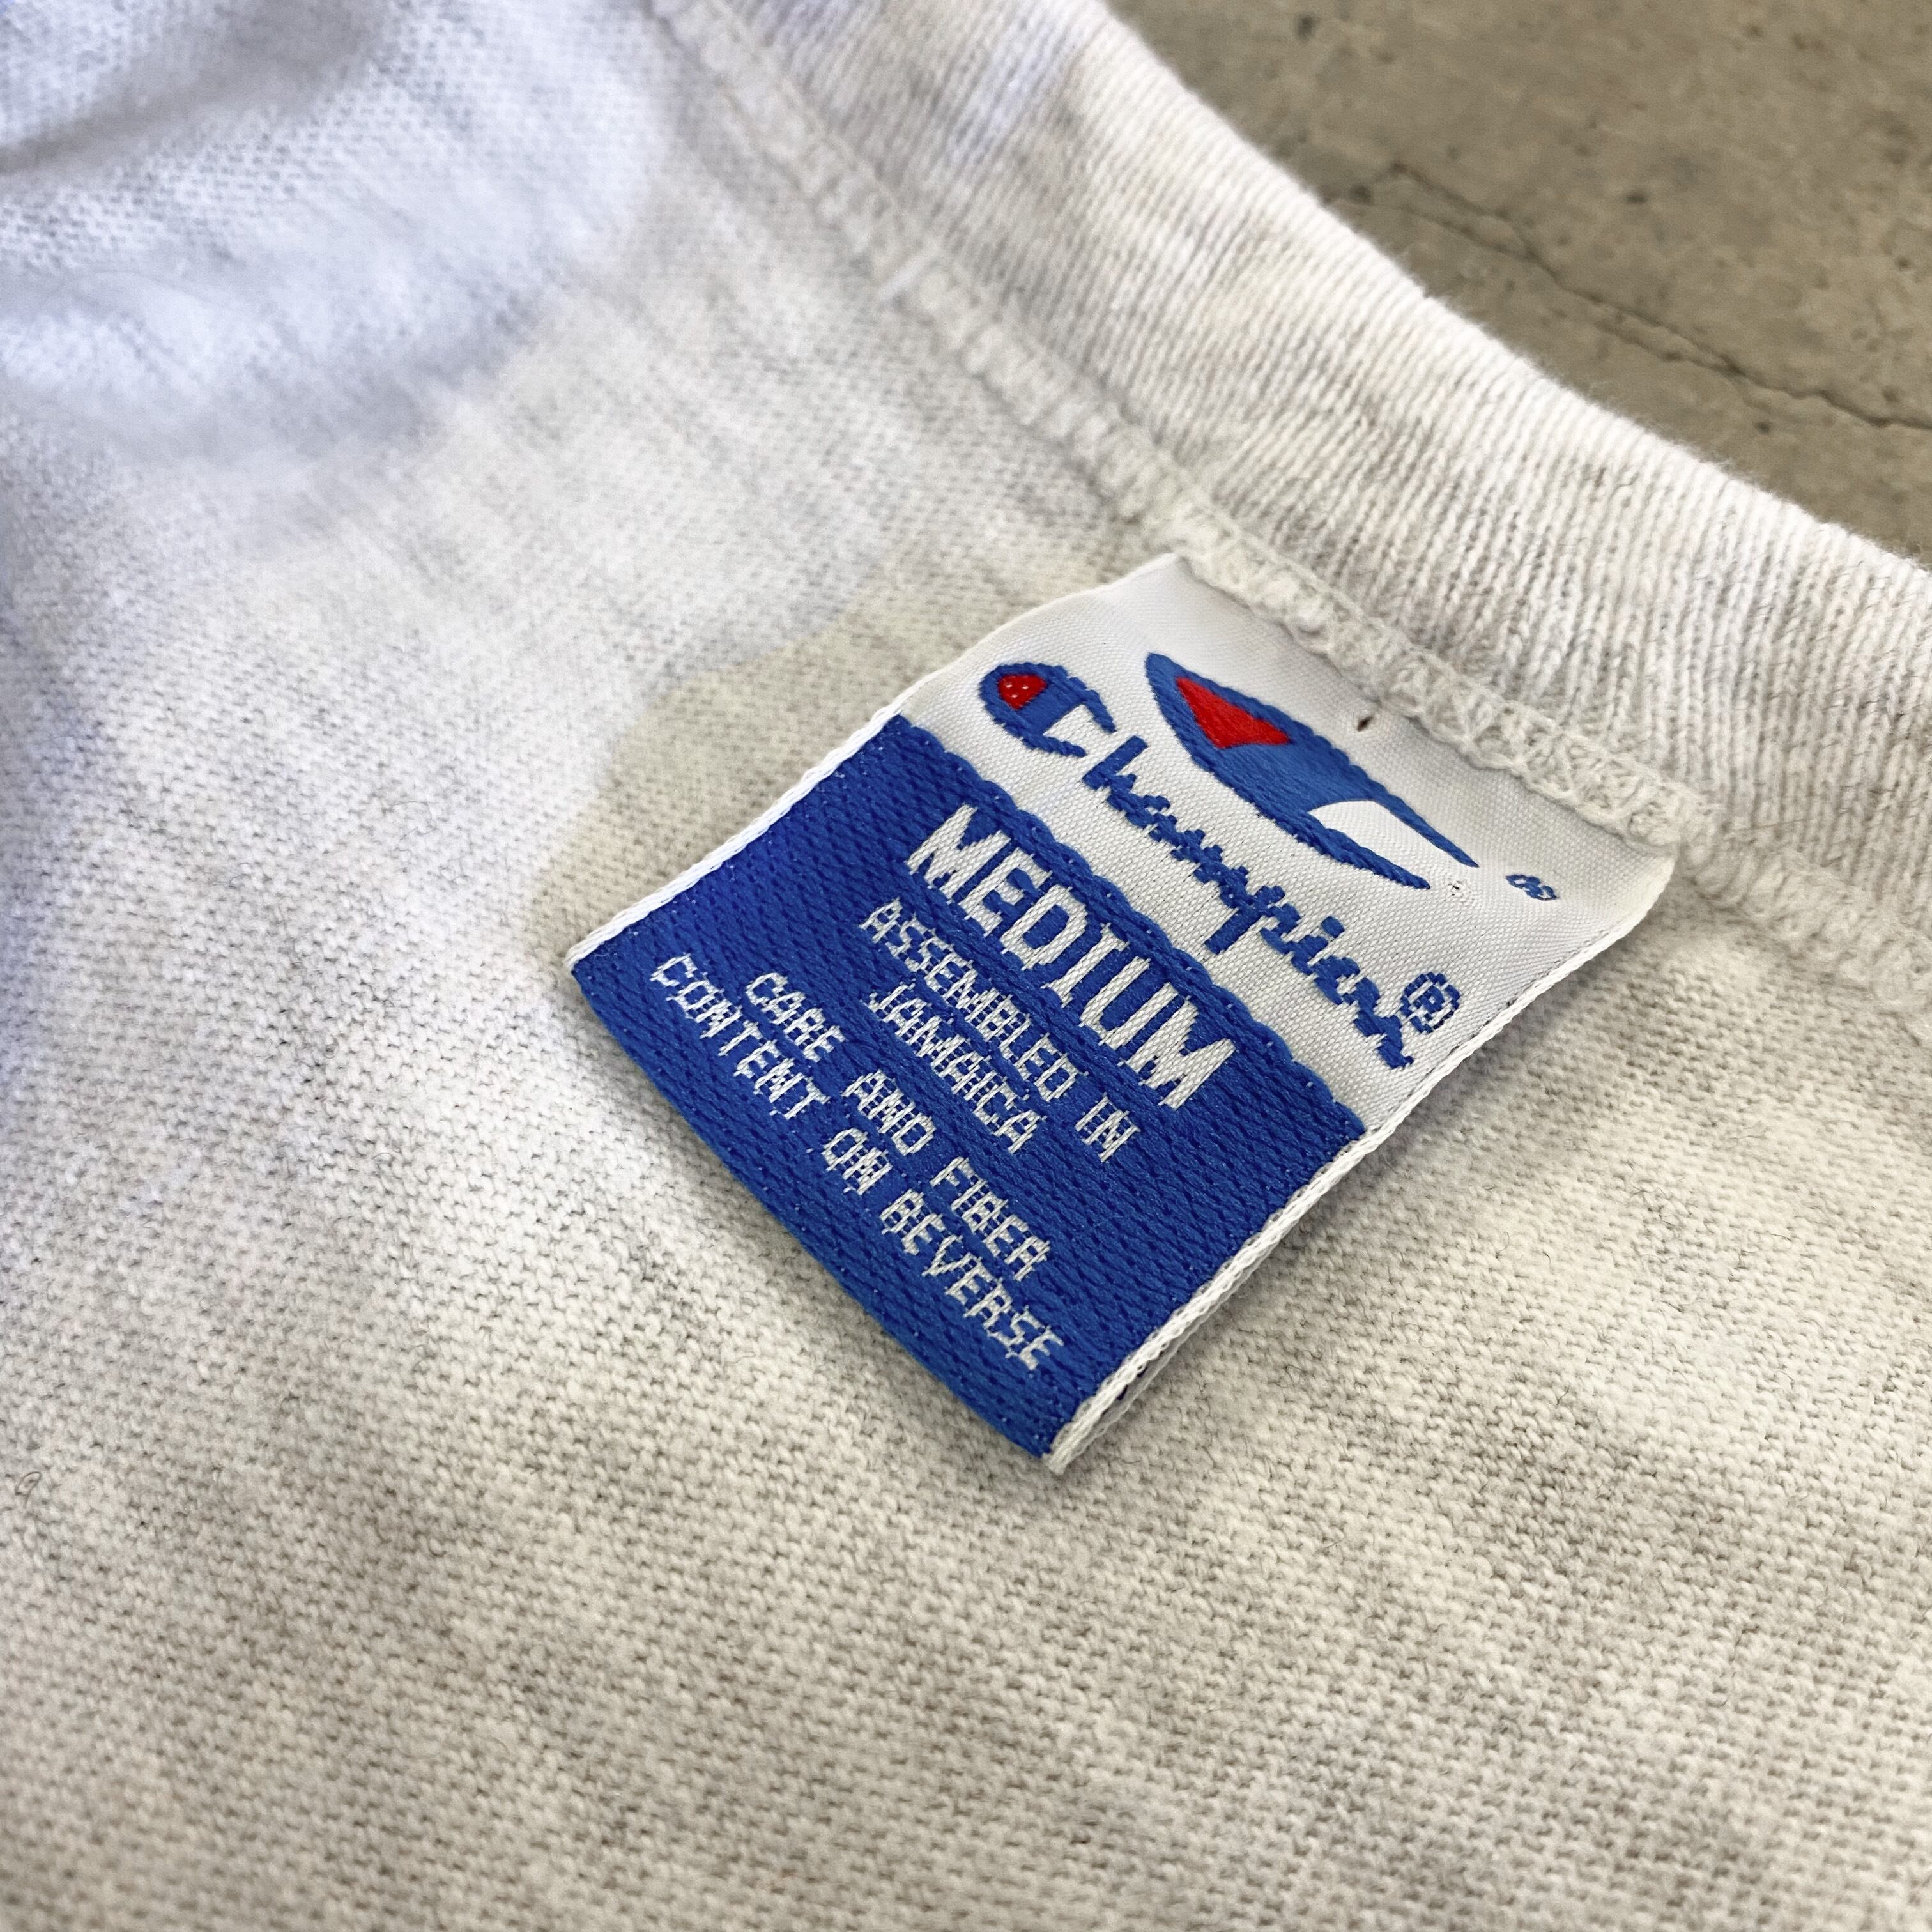 Champion®
MEDIUM
ASSEMBLED IN
JAMAICA
CARE AND FIBER
CONTENT ON REVERSE